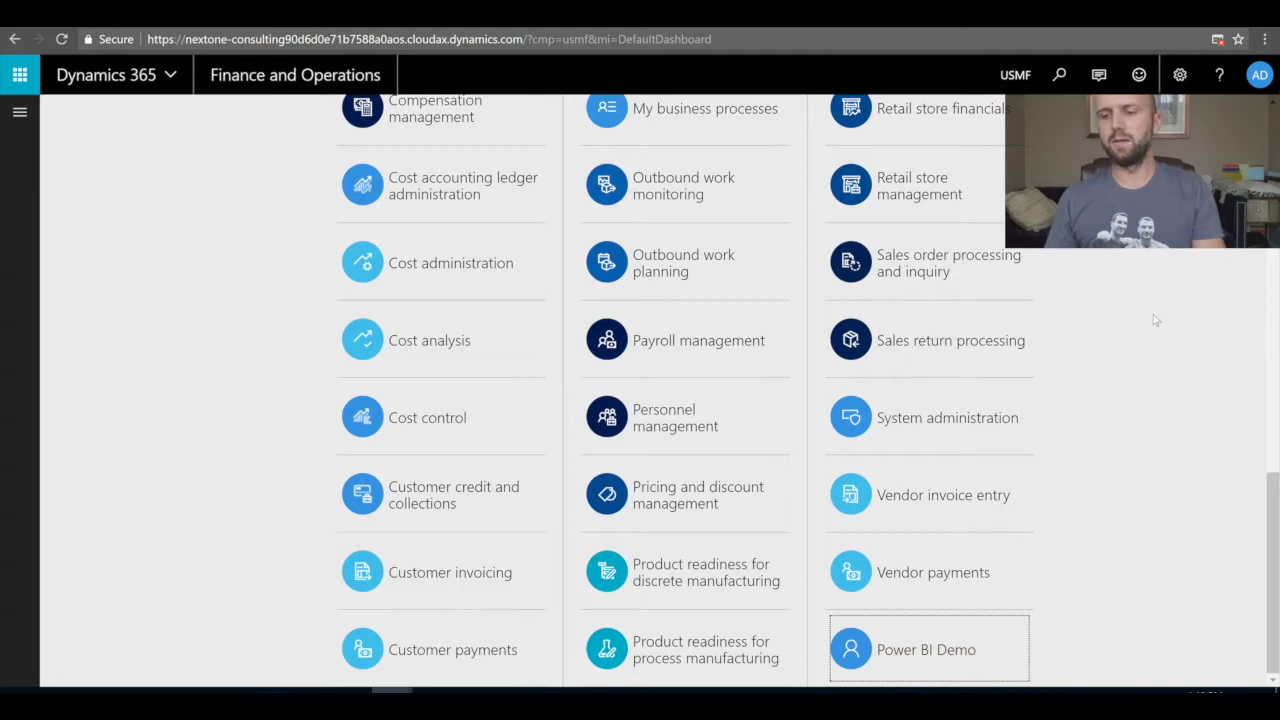 Secure
https://nextone-consulting90d6d0e71b7588a0aos.cloudax.dynamics.com/?cmp=usmf&mi=DefaultDashboard
Dynamics 365
Finance and Operations
USMF
?
AD
Compensation
management
Cost accounting ledger
administration
Cost administration
Cost analysis
Cost control
Customer credit and
collections
Customer invoicing
Customer payments
My business processes
Outbound work
monitoring
Outbound work
planning
Payroll management
Personnel
management
Pricing and discount
management
Product readiness for
discrete manufacturing
Product readiness for
process manufacturing
Retail store financials
Retail store
management
Sales order processing
and inquiry
Sales return processing
System administration
Vendor invoice entry
Vendor payments
Power BI Demo